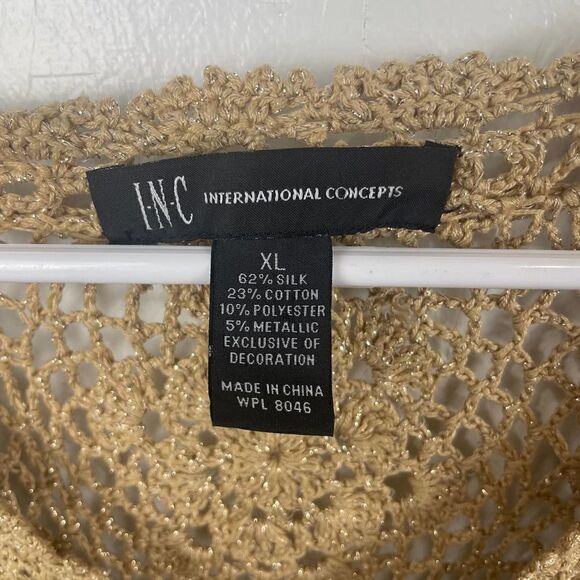 I·N·C INTERNATIONAL CONCEPTS
XL
62% SILK
23% COTTON
10% POLYESTER
5% METALLIC
EXCLUSIVE OF
DECORATION
MADE IN CHINA
WPL 8046